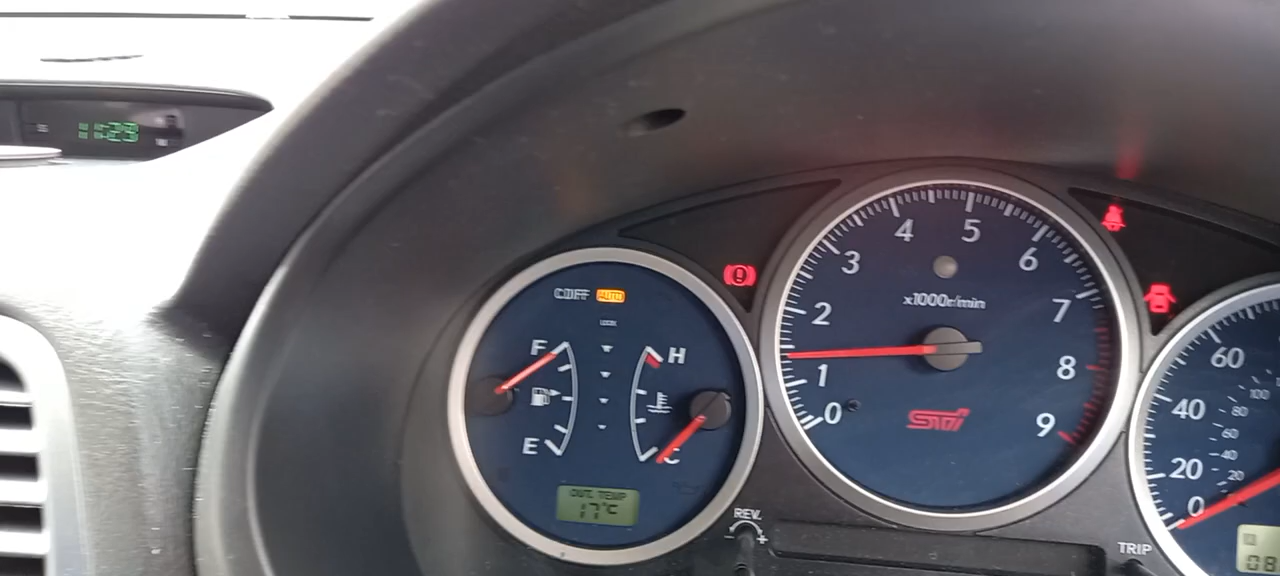 11:23
C.DIFF AUTO
LOCK
F
E
H
C
OUT. TEMP
17°C
0
1
2
3
4
5
6
7
8
9
x1000r/min
STi
REV.
- +
TRIP
60
40
20
0
100
80
60
40
20